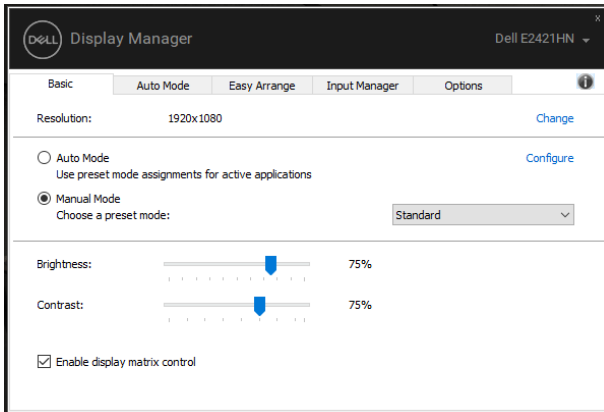 x
DELL Display Manager Dell E2421HN
Basic Auto Mode Easy Arrange Input Manager Options i
Resolution: 1920x1080 Change
Auto Mode Configure
Use preset mode assignments for active applications
Manual Mode
Choose a preset mode: Standard
Brightness: 75%
Contrast: 75%
Enable display matrix control